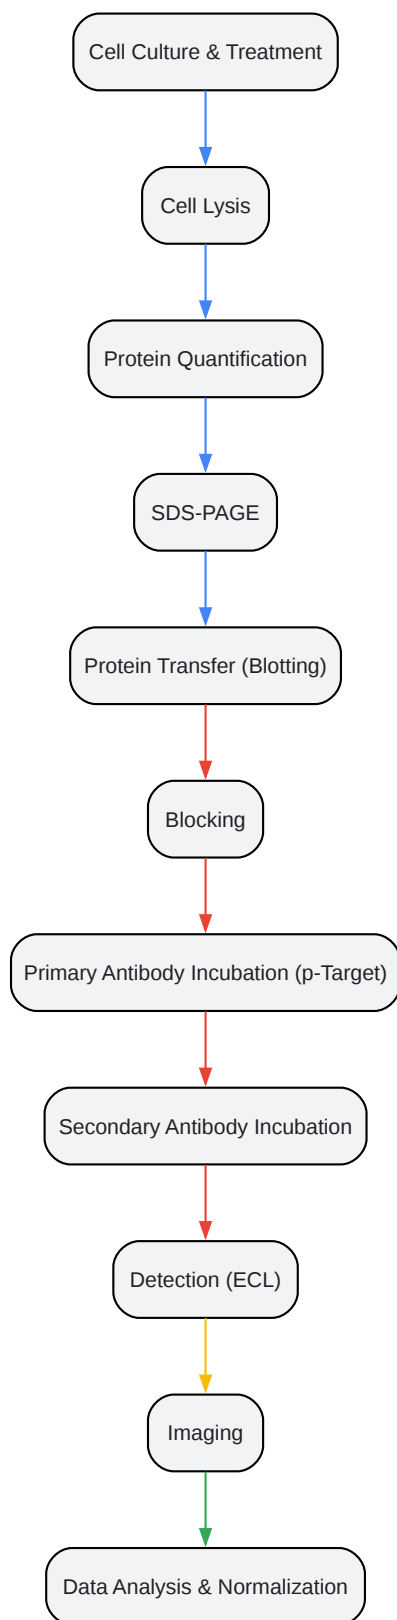 Cell Culture & Treatment
Cell Lysis
Protein Quantification
SDS-PAGE
Protein Transfer (Blotting)
Blocking
Primary Antibody Incubation (p-Target)
Secondary Antibody Incubation
Detection (ECL)
Imaging
Data Analysis & Normalization